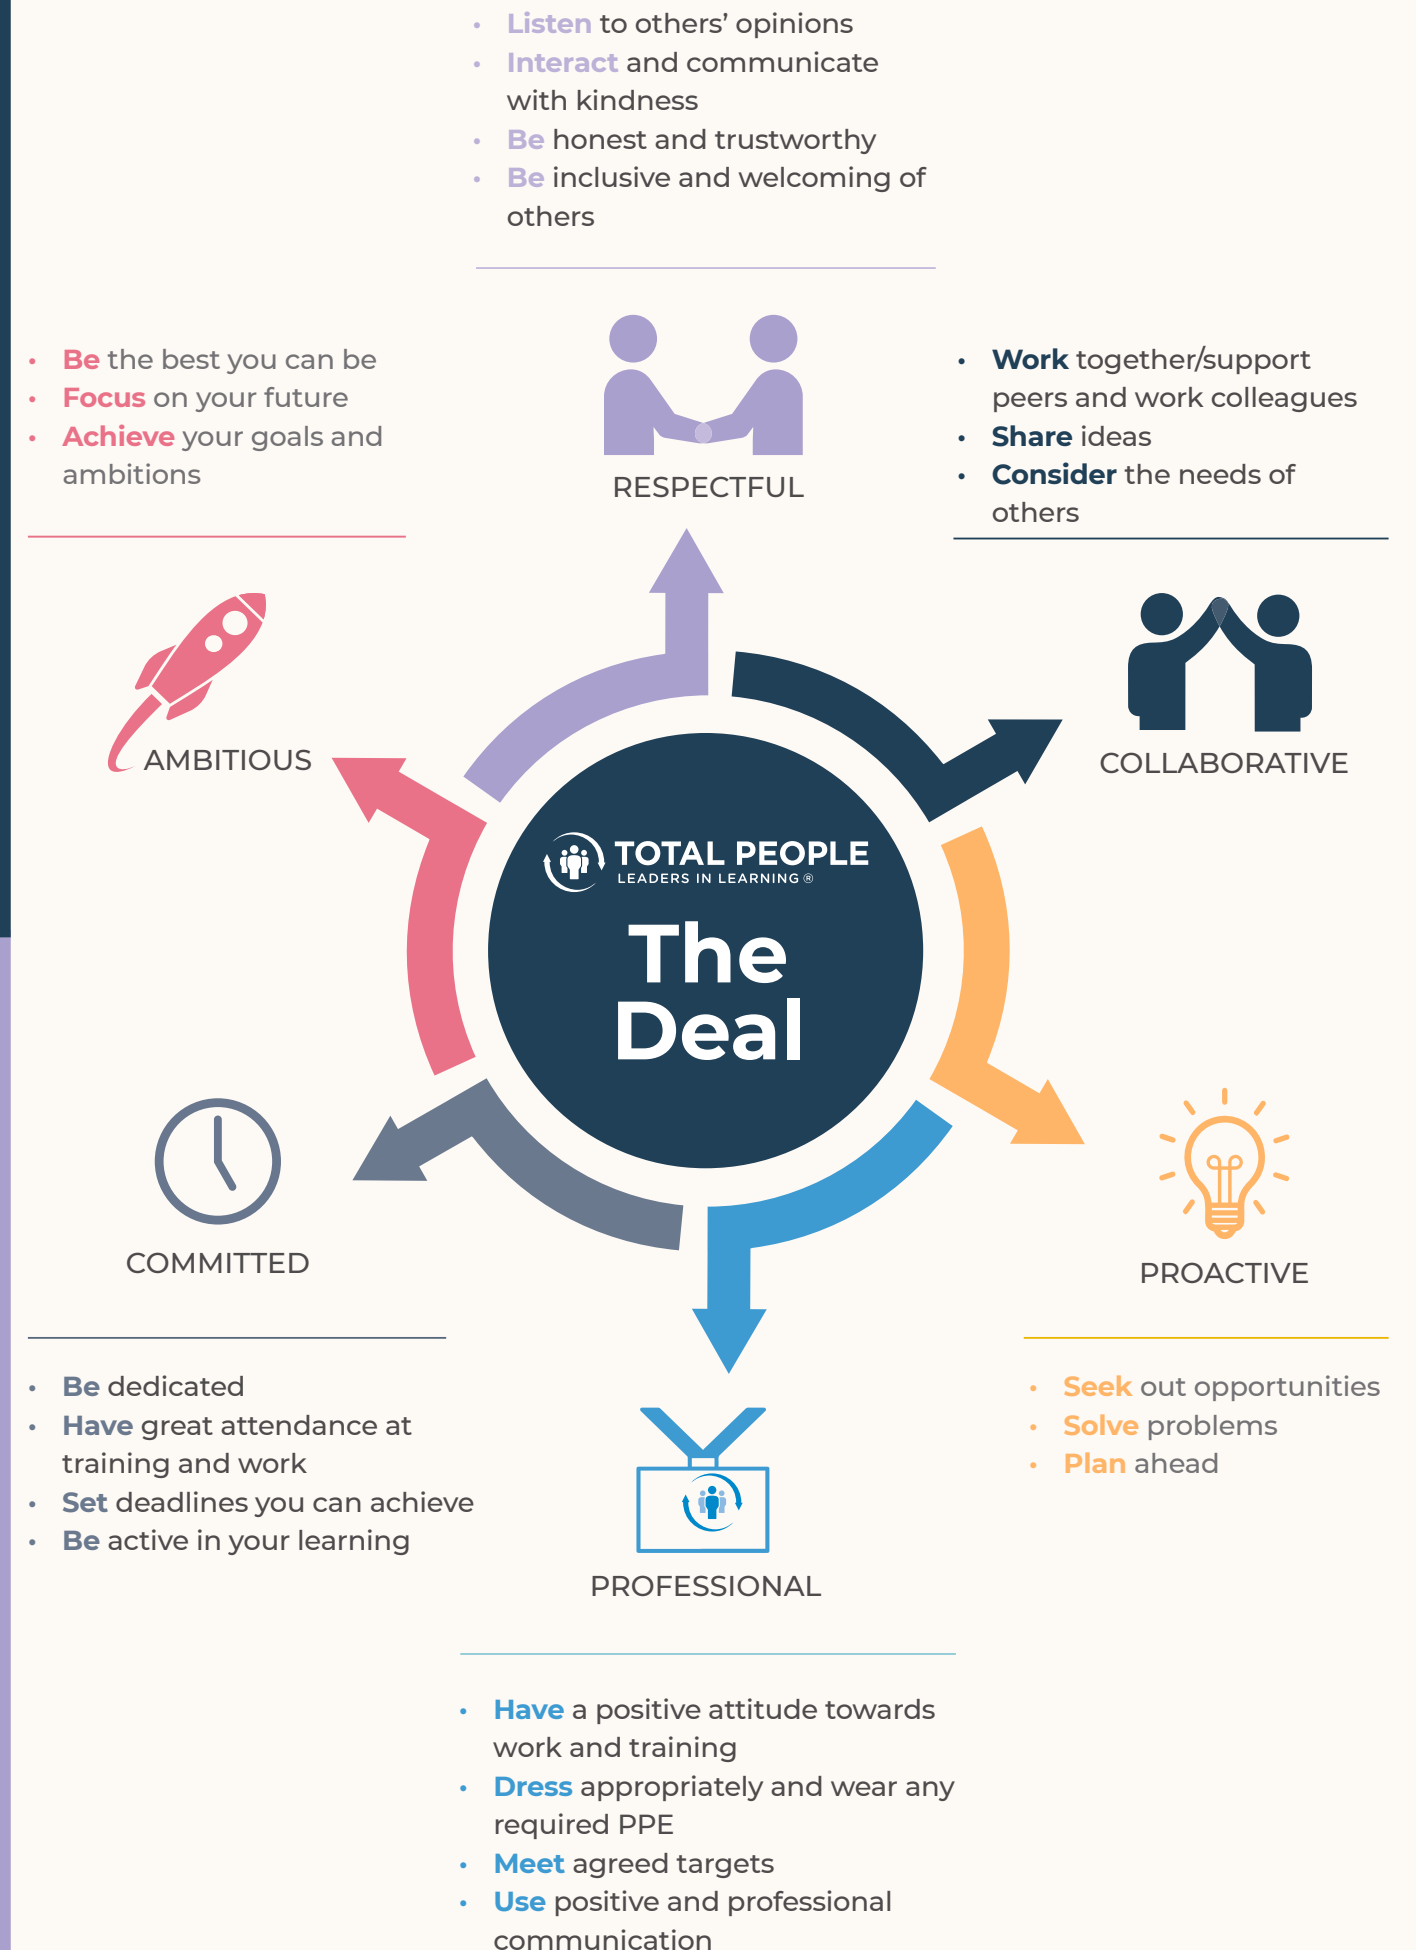 • Listen to others’ opinions
• Interact and communicate
with kindness
• Be honest and trustworthy
• Be inclusive and welcoming of
others
RESPECTFUL
• Be the best you can be
• Focus on your future
• Achieve your goals and
ambitions
AMBITIOUS
• Work together/support
peers and work colleagues
• Share ideas
• Consider the needs of
others
COLLABORATIVE
TOTAL PEOPLE
LEADERS IN LEARNING ®
The
Deal
COMMITTED
• Be dedicated
• Have great attendance at
training and work
• Set deadlines you can achieve
• Be active in your learning
PROACTIVE
• Seek out opportunities
• Solve problems
• Plan ahead
PROFESSIONAL
• Have a positive attitude towards
work and training
• Dress appropriately and wear any
required PPE
• Meet agreed targets
• Use positive and professional
communication